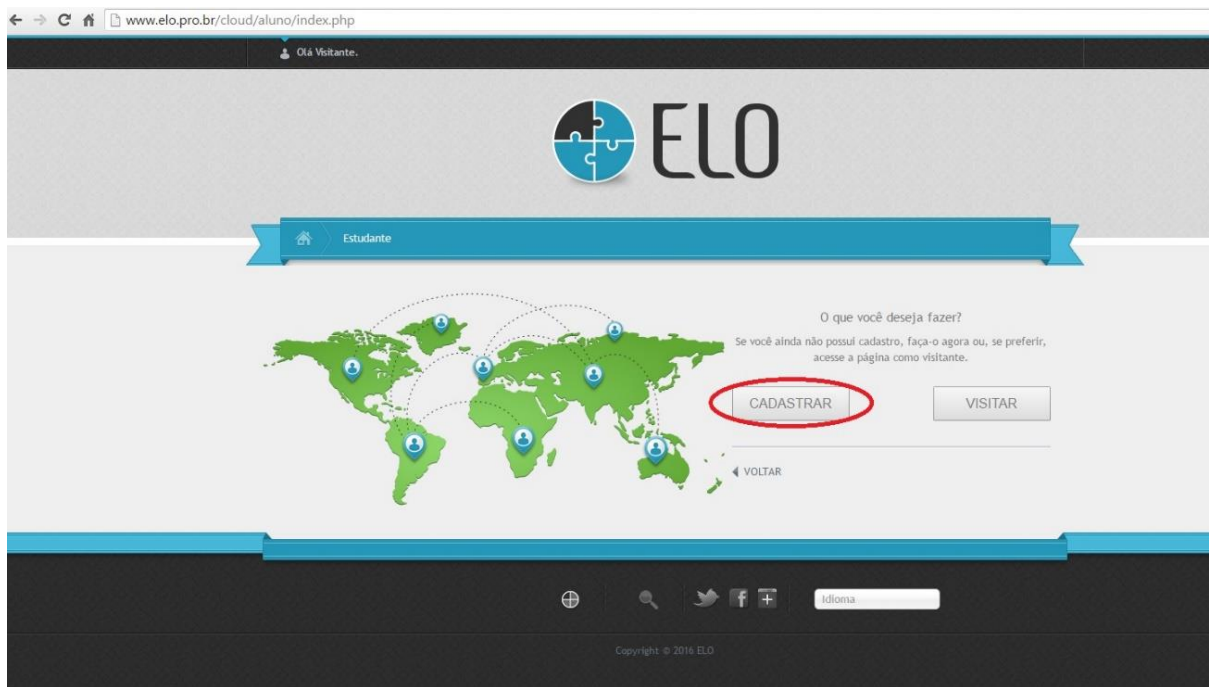 www.elo.pro.br/cloud/aluno/index.php
Olá Visitante.
ELO
Estudante
O que você deseja fazer?
Se você ainda não possui cadastro, faça-o agora ou, se preferir,
acesse a página como visitante.
CADASTRAR VISITAR
VOLTAR
Idioma
Copyright © 2016 ELO